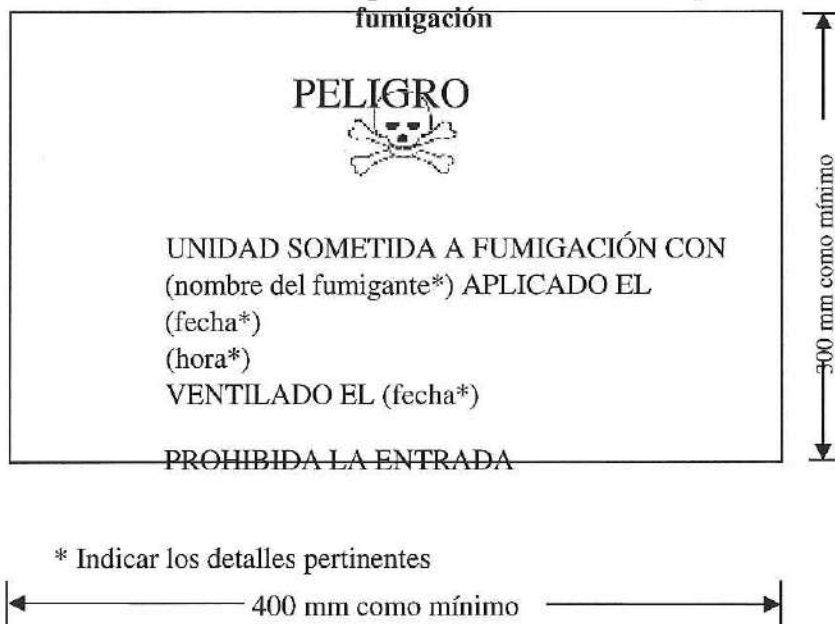 fumigación
PELIGRO
UNIDAD SOMETIDA A FUMIGACIÓN CON
(nombre del fumigante*) APLICADO EL
(fecha*)
(hora*)
VENTILADO EL (fecha*)
PROHIBIDA LA ENTRADA
300 mm como mínimo
* Indicar los detalles pertinentes
400 mm como mínimo